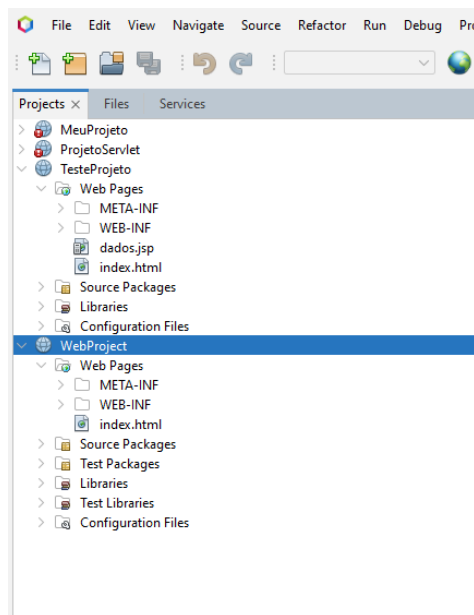 File Edit View Navigate Source Refactor Run Debug
Projects Files Services
MeuProjeto
ProjetoServlet
TesteProjeto
Web Pages
META-INF
WEB-INF
dados.jsp
index.html
Source Packages
Libraries
Configuration Files
WebProject
Web Pages
META-INF
WEB-INF
index.html
Source Packages
Test Packages
Libraries
Test Libraries
Configuration Files